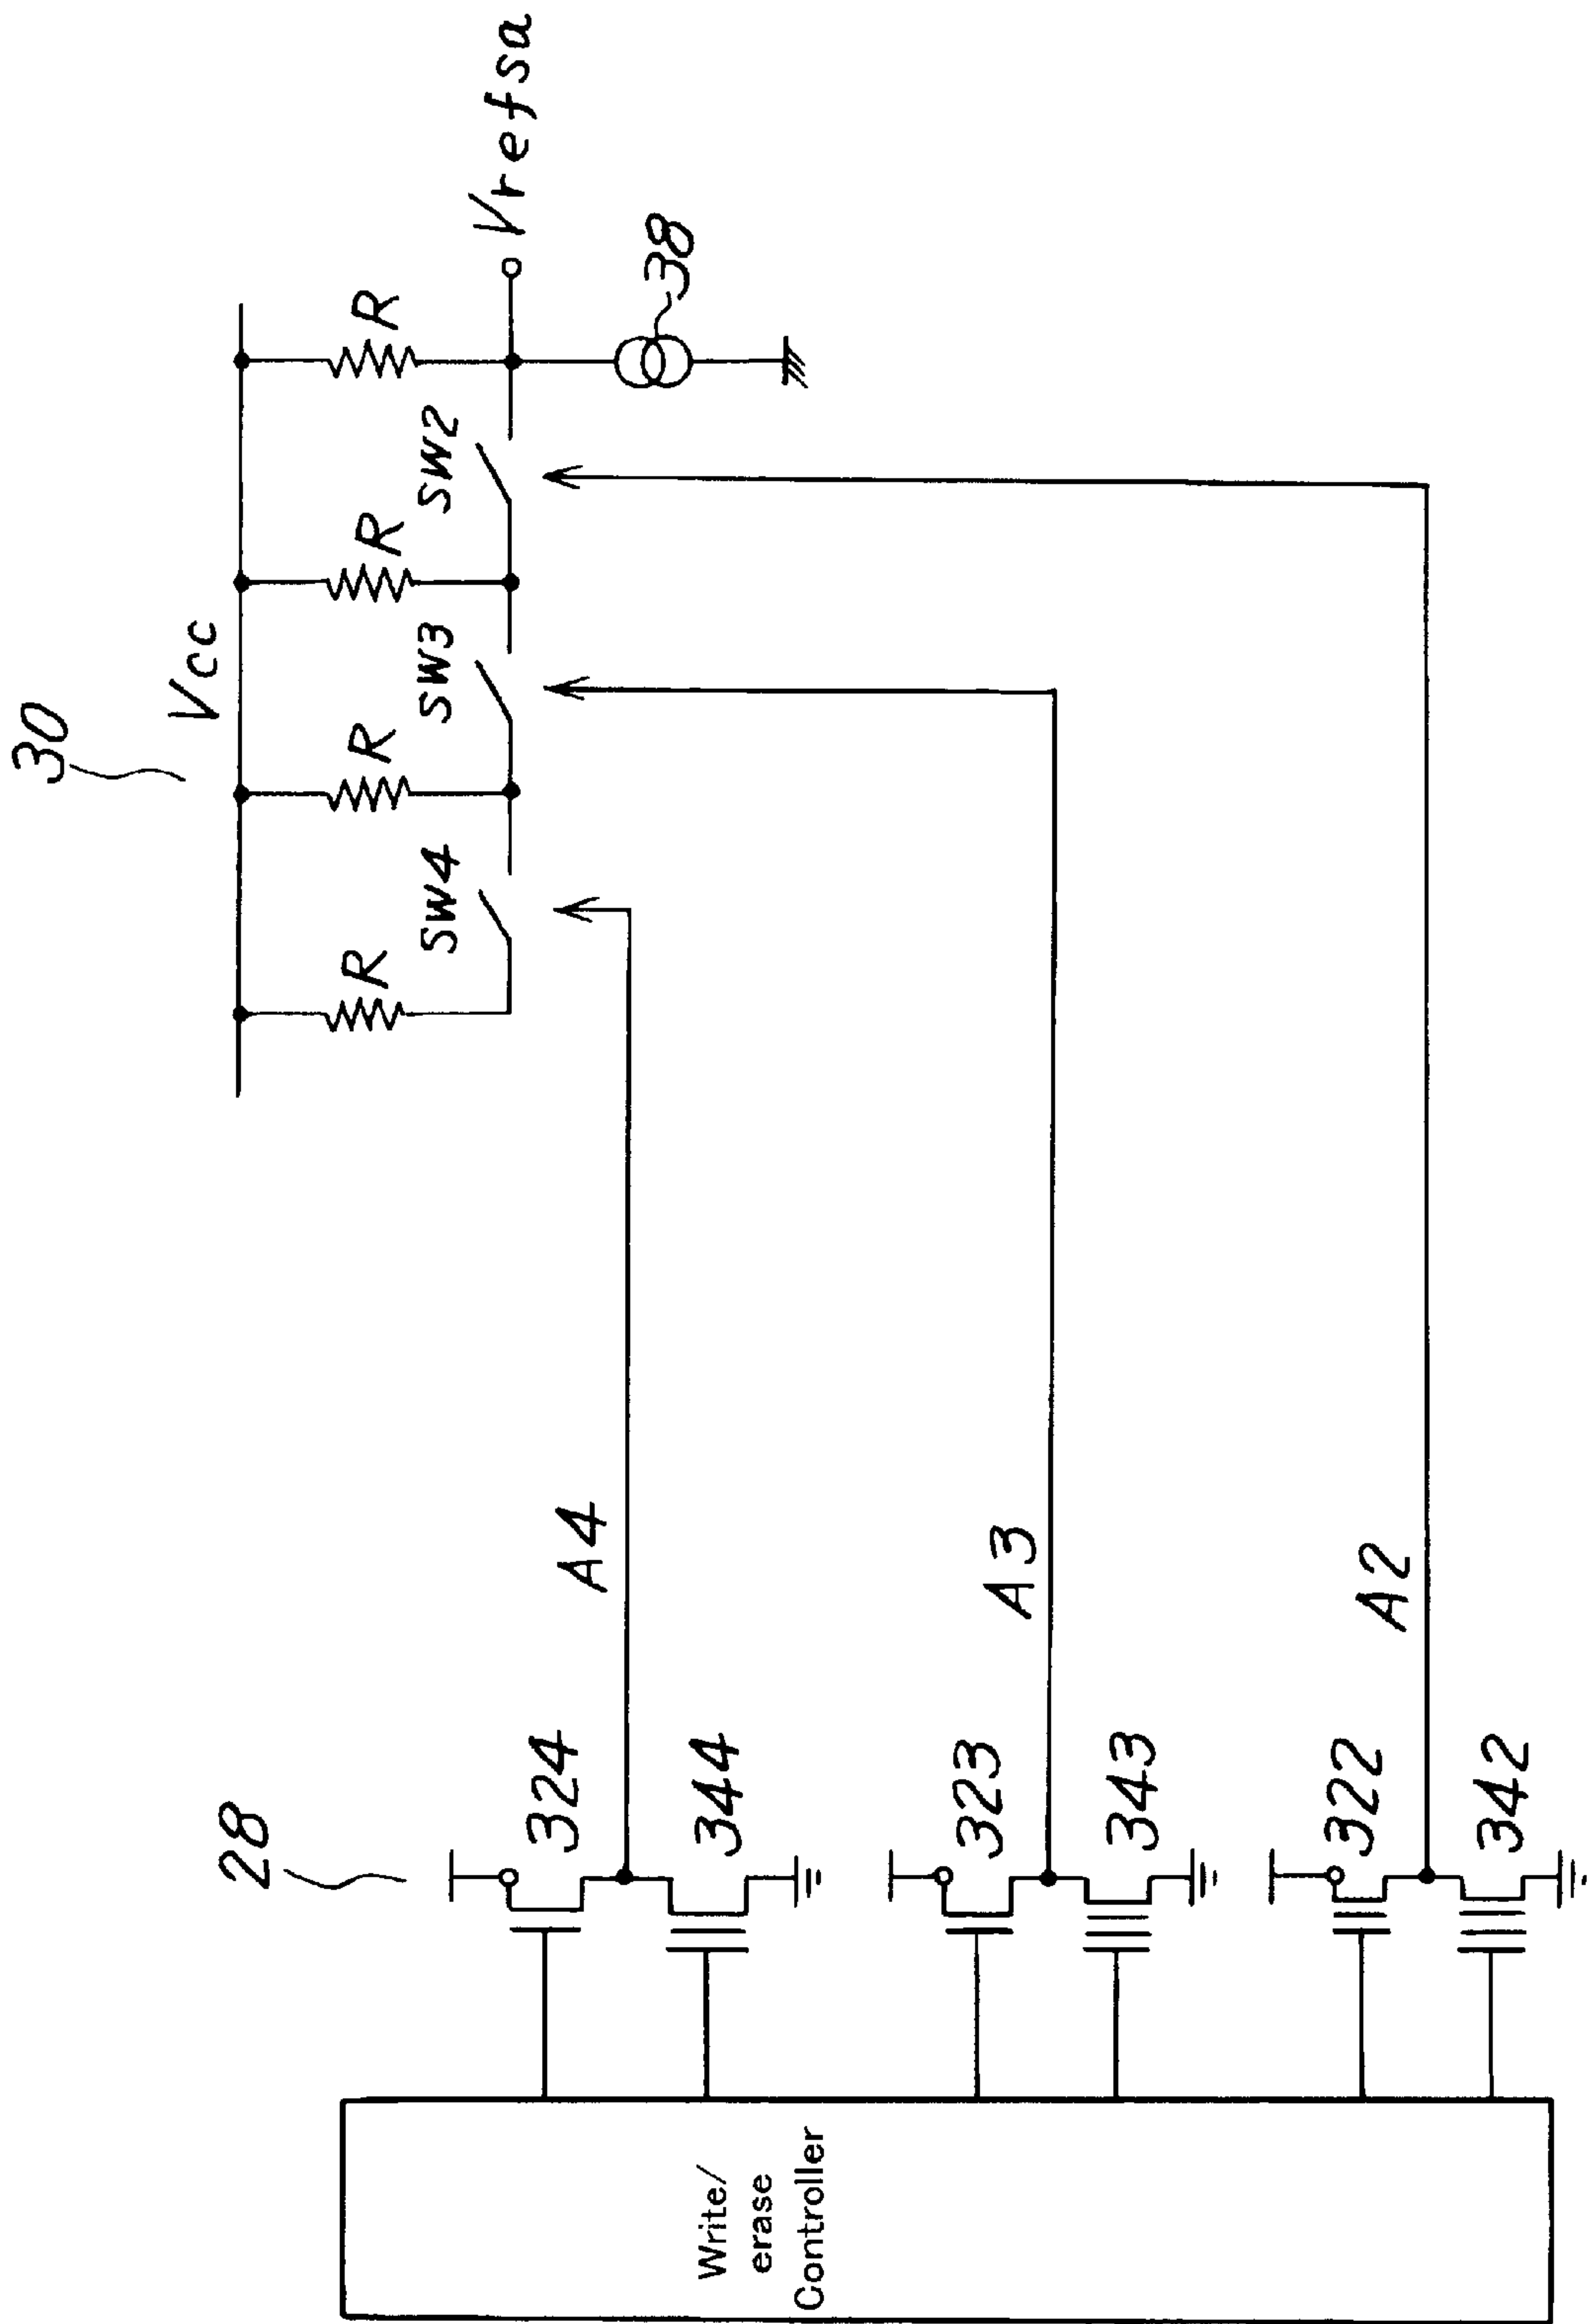 30
Vcc
R
R
R
R
SW4
SW3
SW2
Vrefsa
38
28
324
A4
344
323
A3
343
322
A2
342
Write/
erase
Controller